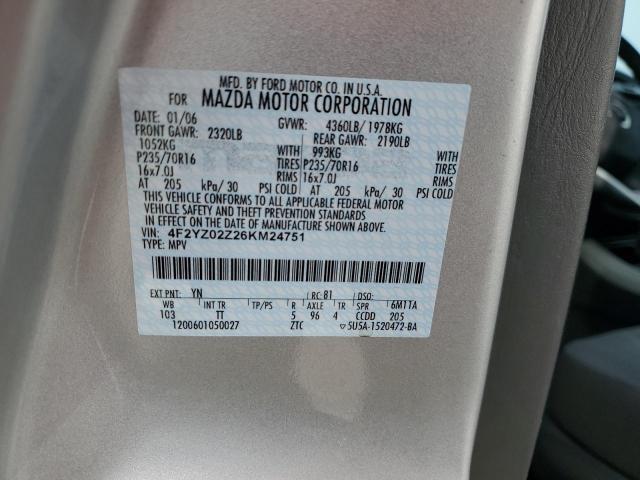 MFD. BY FORD MOTOR CO. IN U.S.A.
FOR MAZDA MOTOR CORPORATION
DATE: 01/06 GVWR: 4360LB/ 1978KG
FRONT GAWR: 2320LB REAR GAWR: 2190LB
1052KG WITH 993KG WITH
P235/70R16 TIRES P235/70R16 TIRES
16x7.0J RIMS 16x7.0J RIMS
AT 205 kPa/ 30 PSI COLD AT 205 kPa/ 30 PSI COLD
THIS VEHICLE CONFORMS TO ALL APPLICABLE FEDERAL MOTOR
VEHICLE SAFETY AND THEFT PREVENTION STANDARDS
IN EFFECT ON THE DATE OF MANUFACTURE SHOWN ABOVE.
VIN: 4F2YZ02Z26KM24751
TYPE: MPV
EXT PNT: YN RC: 81 DSO:
WB INT TR TP/PS R AXLE TR SPR 6M11A
103 TT 5 96 4 CCDD 205
1200601050027 ZTC 5U5A-1520472-BA